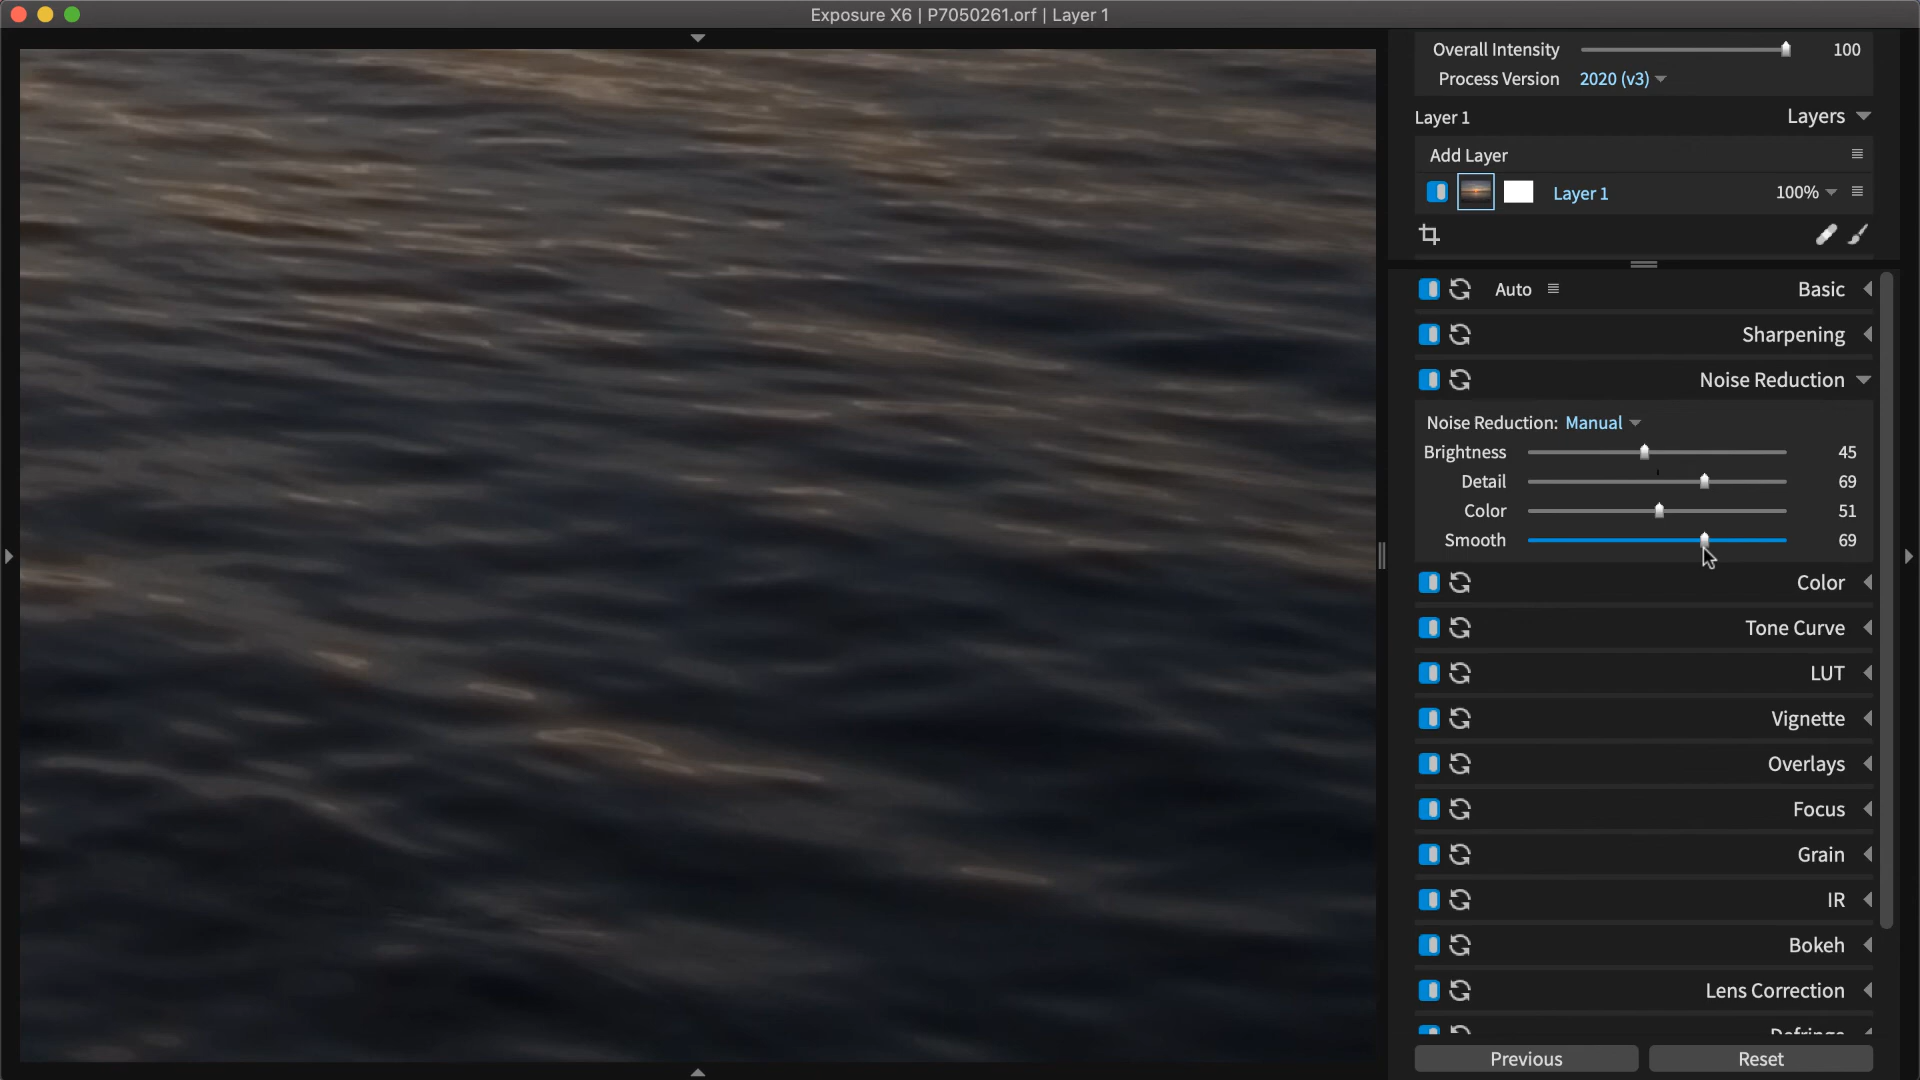 Exposure X6 | P7050261.orf | Layer 1
Overall Intensity 100
Process Version 2020 (v3)
Layer 1 Layers
Add Layer
Layer 1 100%
Auto Basic
Sharpening
Noise Reduction
Noise Reduction: Manual
Brightness 45
Detail 69
Color 51
Smooth 69
Color
Tone Curve
LUT
Vignette
Overlays
Focus
Grain
IR
Bokeh
Lens Correction
Defringe
Previous Reset